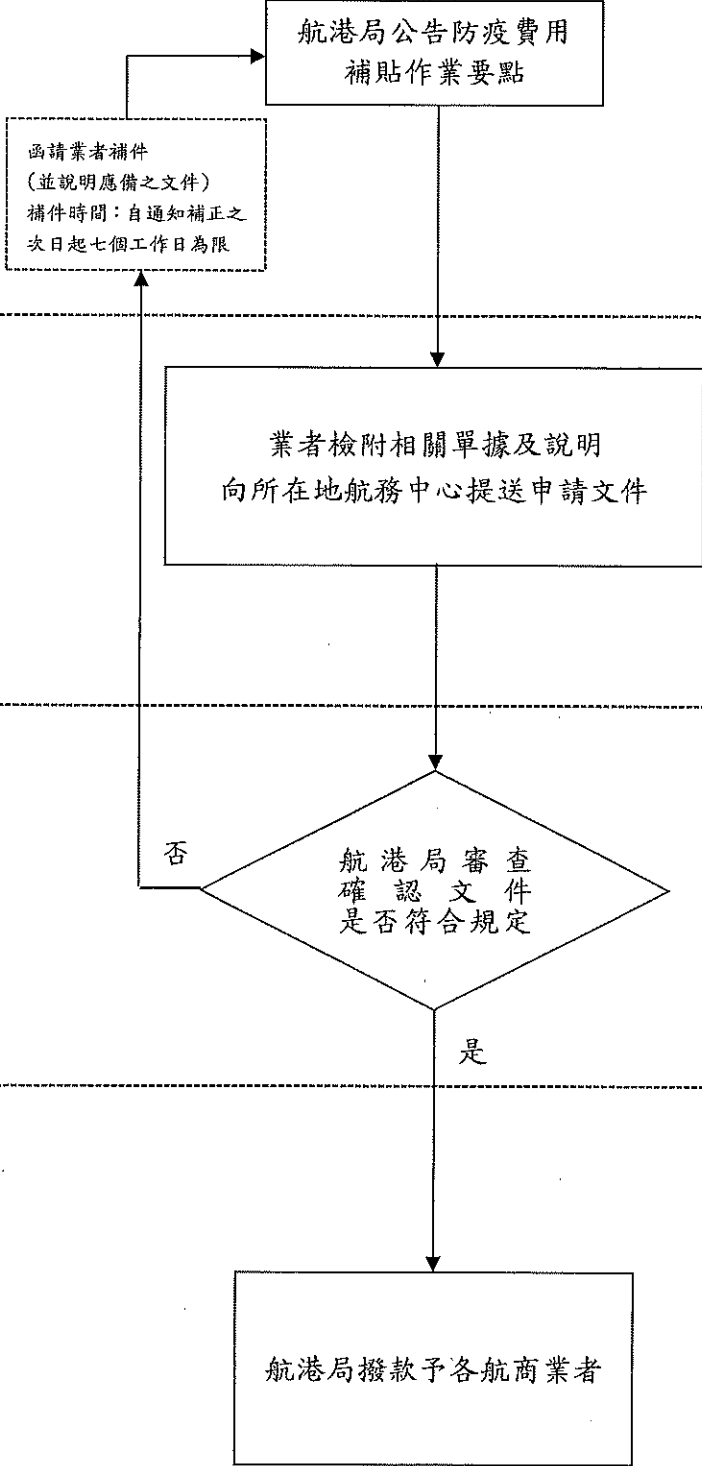 航港局公告防疫費用
補貼作業要點
函請業者補件
(並說明應備之文件)
補件時間：自通知補正之
次日起七個工作日為限
業者檢附相關單據及說明
向所在地航務中心提送申請文件
否
航港局審查
確認文件
是否符合規定
是
航港局撥款予各航商業者